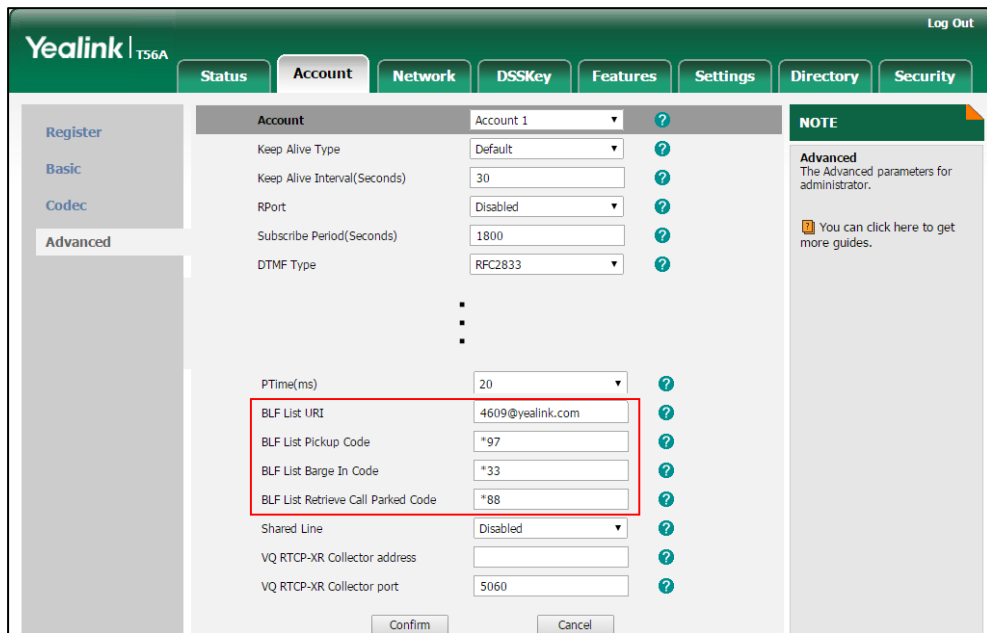 Log Out
Yealink | T56A
Status Account Network DSSKey Features Settings Directory Security
Register
Basic
Codec
Advanced
Account Account 1 ?
Keep Alive Type Default ?
Keep Alive Interval(Seconds) 30 ?
RPort Disabled ?
Subscribe Period(Seconds) 1800 ?
DTMF Type RFC2833 ?
PTime(ms) 20 ?
BLF List URI 4609@yealink.com ?
BLF List Pickup Code *97 ?
BLF List Barge In Code *33 ?
BLF List Retrieve Call Parked Code *88 ?
Shared Line Disabled ?
VQ RTCP-XR Collector address ?
VQ RTCP-XR Collector port 5060 ?
Confirm Cancel
NOTE
Advanced
The Advanced parameters for
administrator.
? You can click here to get
more guides.